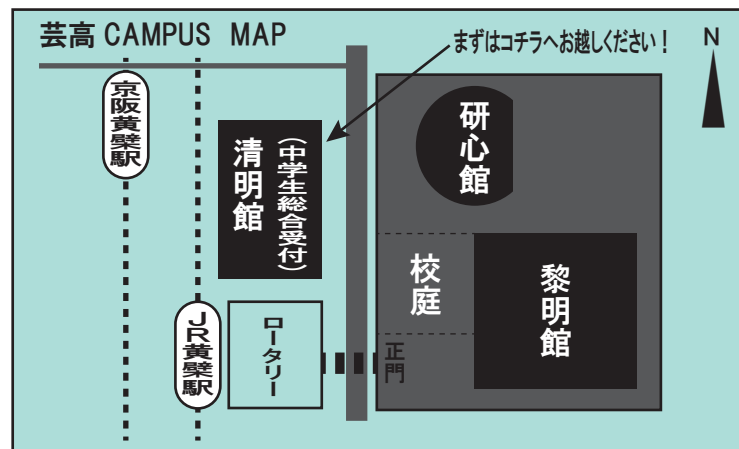 芸高 CAMPUS MAP
まずはコチラへお越しください！
N
京阪黄檗駅
清明館
（中学生総合受付）
研心館
校庭
黎明館
JR黄檗駅
ロータリー
正門